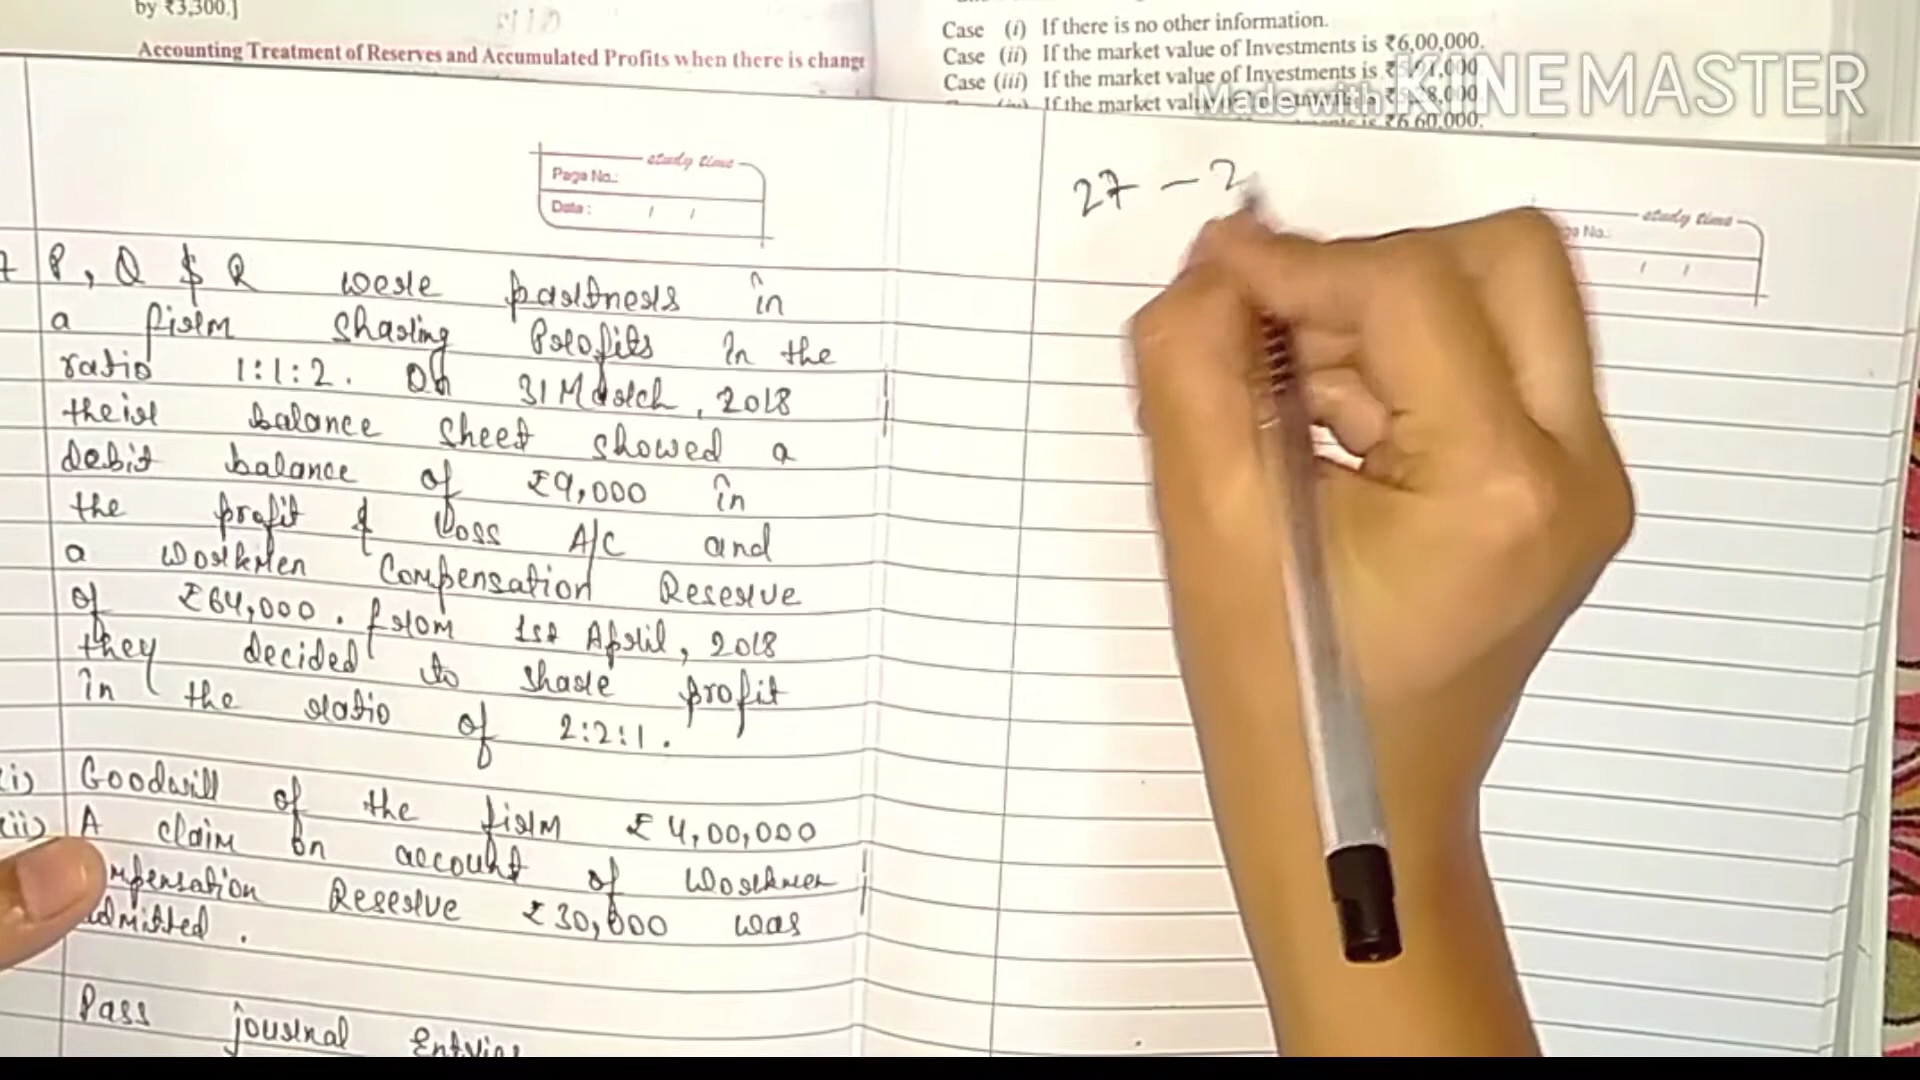 by ₹3,300.]
Accounting Treatment of Reserves and Accumulated Profits when there is change
Case (i) If there is no other information.
Case (ii) If the market value of Investments is ₹6,00,000.
Case (iii) If the market value of Investments is
If the market
₹6,60,000.
Made with KINEMASTER
study time
Page No.:
Date: / /
P, Q & R were partners in
a firm sharing Profits In the
ratio 1:1:2. On 31 March, 2018
their balance sheet showed a
debit balance of ₹9,000 in
the profit & Loss A/C and
a Workmen Compensation Reserve
of ₹64,000. from 1st April, 2018
they decided to share profit
in the ratio of 2:2:1.
(i) Goodwill of the firm ₹4,00,000
(ii) A claim on account of Workmen
mpensation Reserve ₹30,000 was
admitted.
Pass journal Entries
27 - 2
study time
No.:
/ /